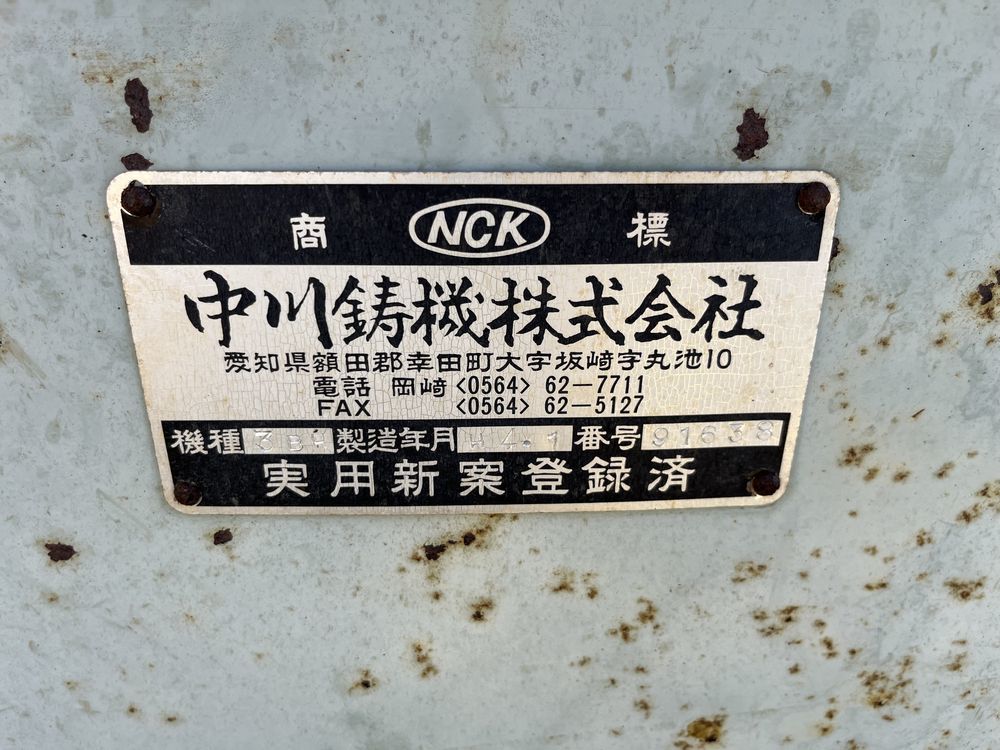 商 NCK 標
中川鋳機株式会社
愛知県額田郡幸田町大字坂崎字丸池10
電話 岡崎<0564> 62-7711
FAX <0564> 62-5127
機種 製造年月 H4.1 番号 91638
実用新案登録済